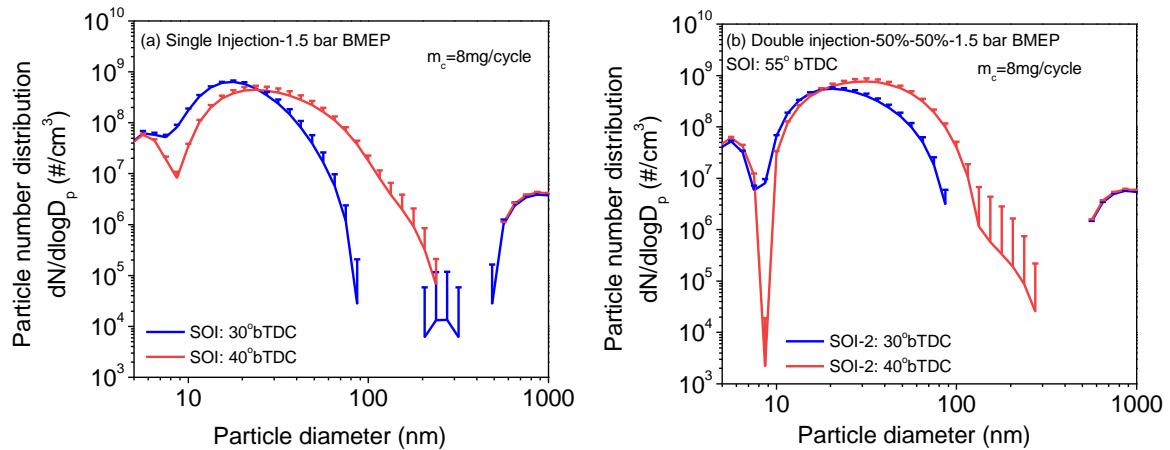 (a) Single Injection-1.5 bar BMEP
m_c=8mg/cycle
Particle number distribution
dN/dlogD_p (#/cm^3)
10^10
10^9
10^8
10^7
10^6
10^5
10^4
10^3
SOI: 30°bTDC
SOI: 40°bTDC
10 100 1000
Particle diameter (nm)
(b) Double injection-50%-50%-1.5 bar BMEP
SOI: 55° bTDC
m_c=8mg/cycle
Particle number distribution
dN/dlogD_p (#/cm^3)
10^10
10^9
10^8
10^7
10^6
10^5
10^4
10^3
SOI-2: 30°bTDC
SOI-2: 40°bTDC
10 100 1000
Particle diameter (nm)